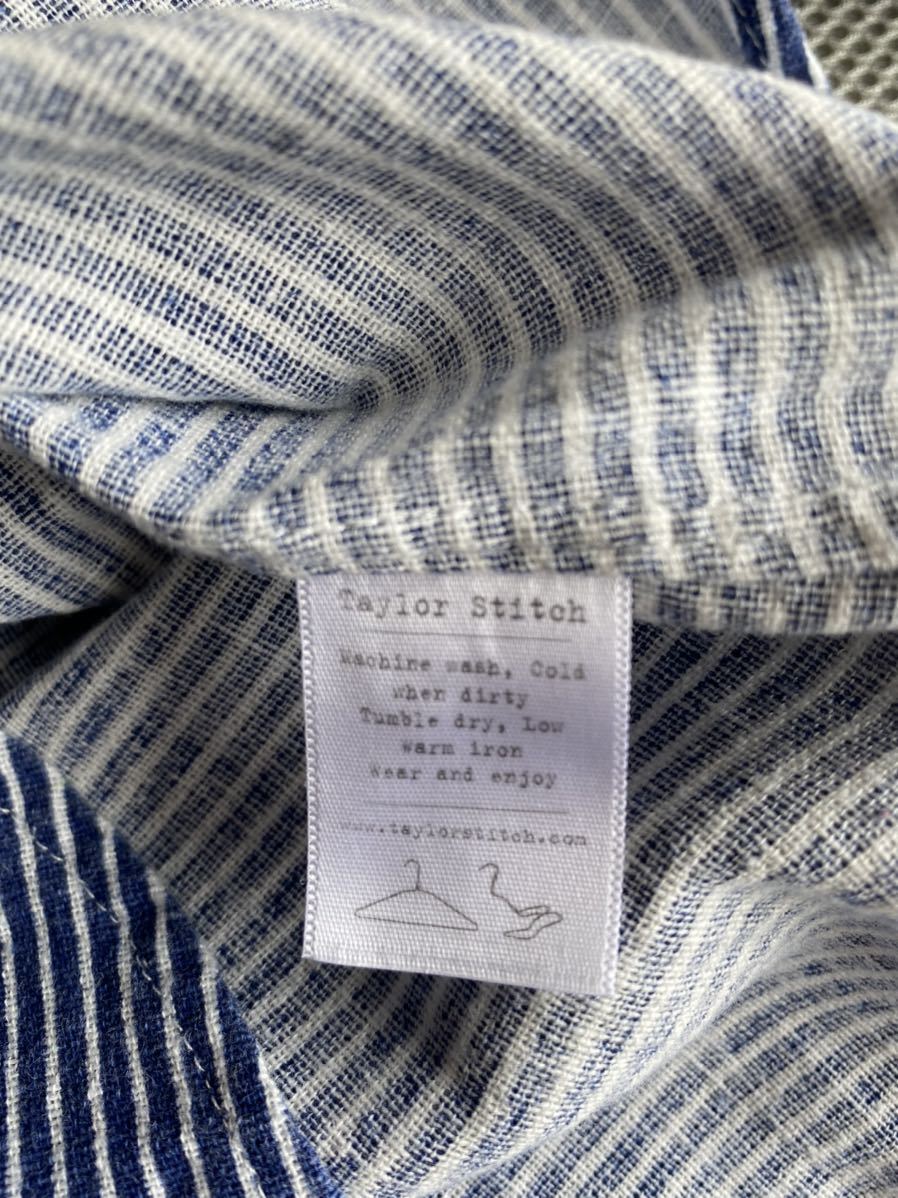 Taylor Stitch
Machine wash, Cold
When dirty
Tumble dry, Low
Warm iron
Wear and enjoy
www.taylorstitch.com